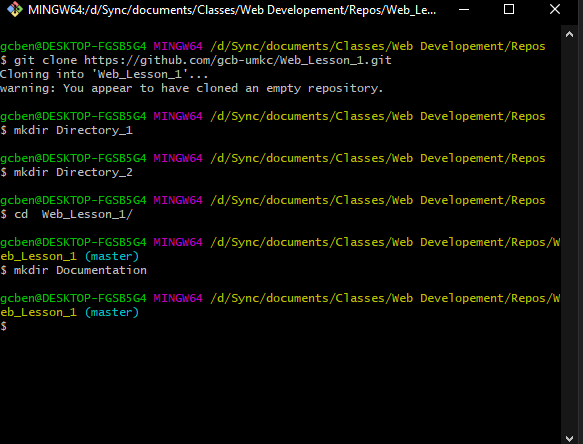 MINGW64:/d/Sync/documents/Classes/Web Developement/Repos/Web_Le...
gcben@DESKTOP-FGSB5G4 MINGW64 /d/Sync/documents/Classes/Web Developement/Repos
$ git clone https://github.com/gcb-umkc/Web_Lesson_1.git
Cloning into 'Web_Lesson_1'...
warning: You appear to have cloned an empty repository.
gcben@DESKTOP-FGSB5G4 MINGW64 /d/Sync/documents/Classes/Web Developement/Repos
$ mkdir Directory_1
gcben@DESKTOP-FGSB5G4 MINGW64 /d/Sync/documents/Classes/Web Developement/Repos
$ mkdir Directory_2
gcben@DESKTOP-FGSB5G4 MINGW64 /d/Sync/documents/Classes/Web Developement/Repos
$ cd  Web_Lesson_1/
gcben@DESKTOP-FGSB5G4 MINGW64 /d/Sync/documents/Classes/Web Developement/Repos/W
eb_Lesson_1 (master)
$ mkdir Documentation
gcben@DESKTOP-FGSB5G4 MINGW64 /d/Sync/documents/Classes/Web Developement/Repos/W
eb_Lesson_1 (master)
$